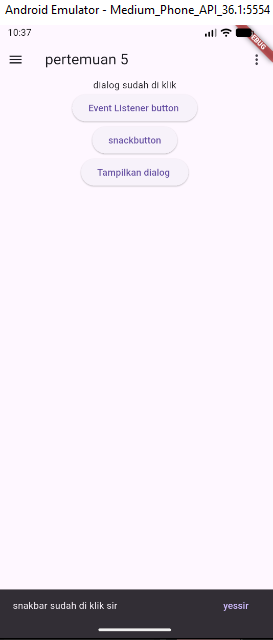 Android Emulator - Medium_Phone_API_36.1:5554
10:37
DEBUG
pertemuan 5
dialog sudah di klik
Event Listener button
snackbutton
Tampilkan dialog
snakbar sudah di klik sir
yessir